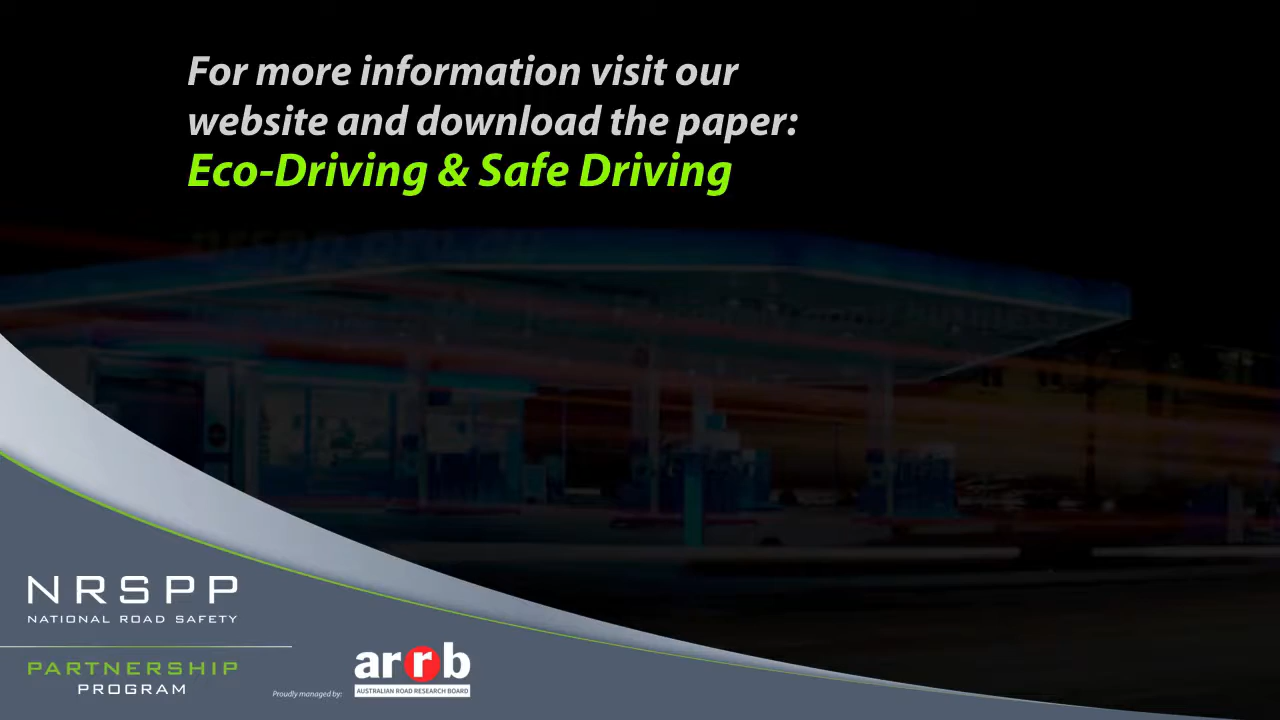 For more information visit our
website and download the paper:
Eco-Driving & Safe Driving
NRSPP
NATIONAL ROAD SAFETY
PARTNERSHIP
PROGRAM
Proudly managed by:
arrb
AUSTRALIAN ROAD RESEARCH BOARD